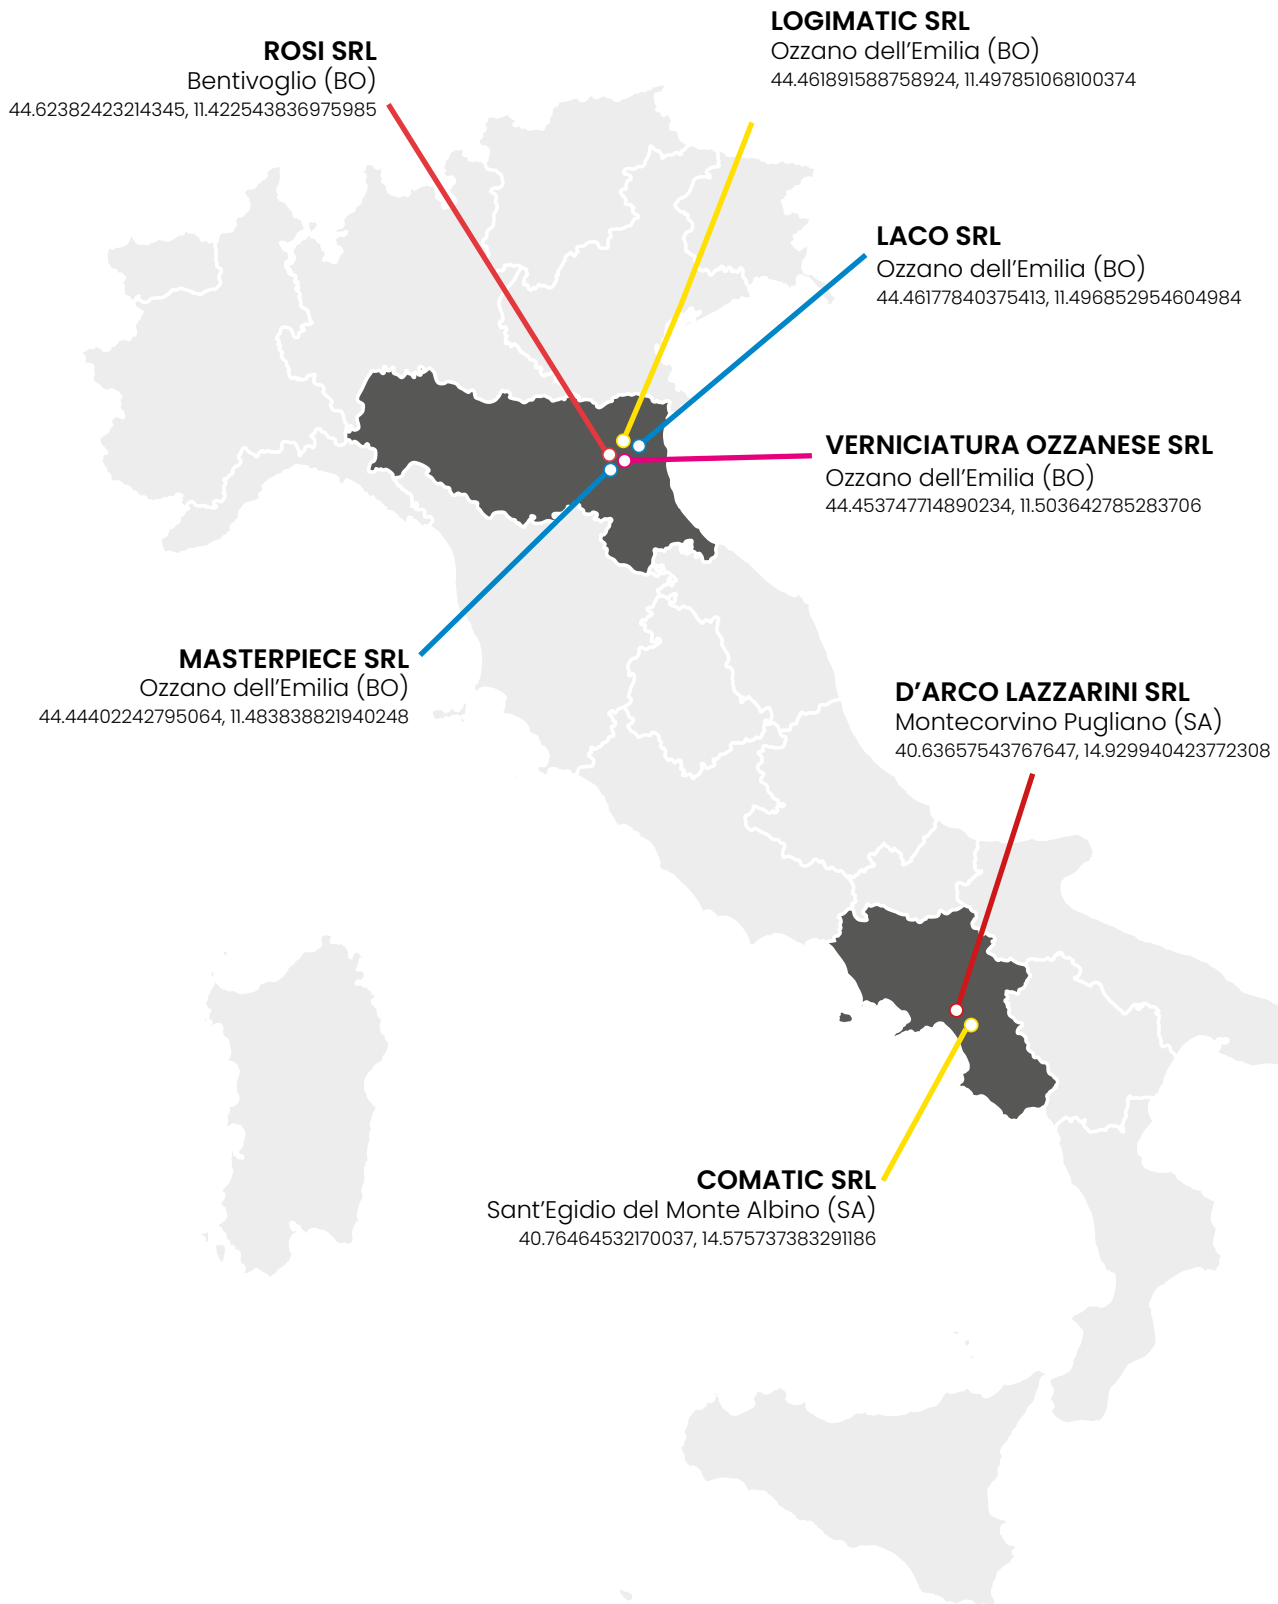 LOGIMATIC SRL
Ozzano dell'Emilia (BO)
44.461891588758924, 11.497851068100374
ROSI SRL
Bentivoglio (BO)
44.62382423214345, 11.422543836975985
LACO SRL
Ozzano dell'Emilia (BO)
44.46177840375413, 11.496852954604984
VERNICIATURA OZZANESE SRL
Ozzano dell'Emilia (BO)
44.453747714890234, 11.503642785283706
MASTERPIECE SRL
Ozzano dell'Emilia (BO)
44.44402242795064, 11.483838821940248
D'ARCO LAZZARINI SRL
Montecorvino Pugliano (SA)
40.63657543767647, 14.929940423772308
COMATIC SRL
Sant'Egidio del Monte Albino (SA)
40.76464532170037, 14.575737383291186